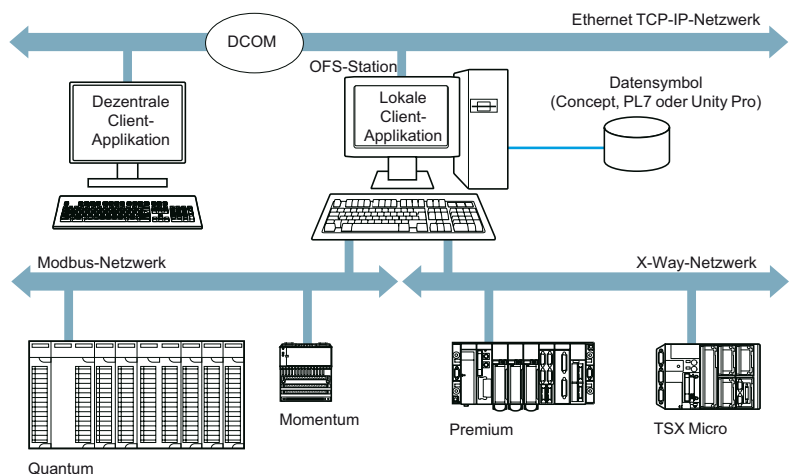 Ethernet TCP-IP-Netzwerk
DCOM
OFS-Station
Dezentrale
Client-
Applikation
Lokale
Client-
Applikation
Datensymbol
(Concept, PL7 oder Unity Pro)
Modbus-Netzwerk
X-Way-Netzwerk
Momentum
Premium
TSX Micro
Quantum